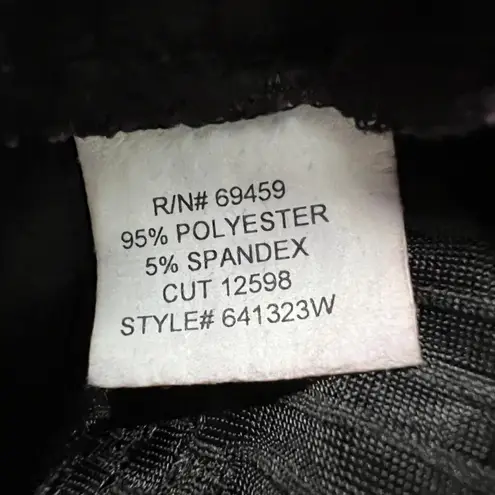 R/N# 69459
95% POLYESTER
5% SPANDEX
CUT 12598
STYLE# 641323W